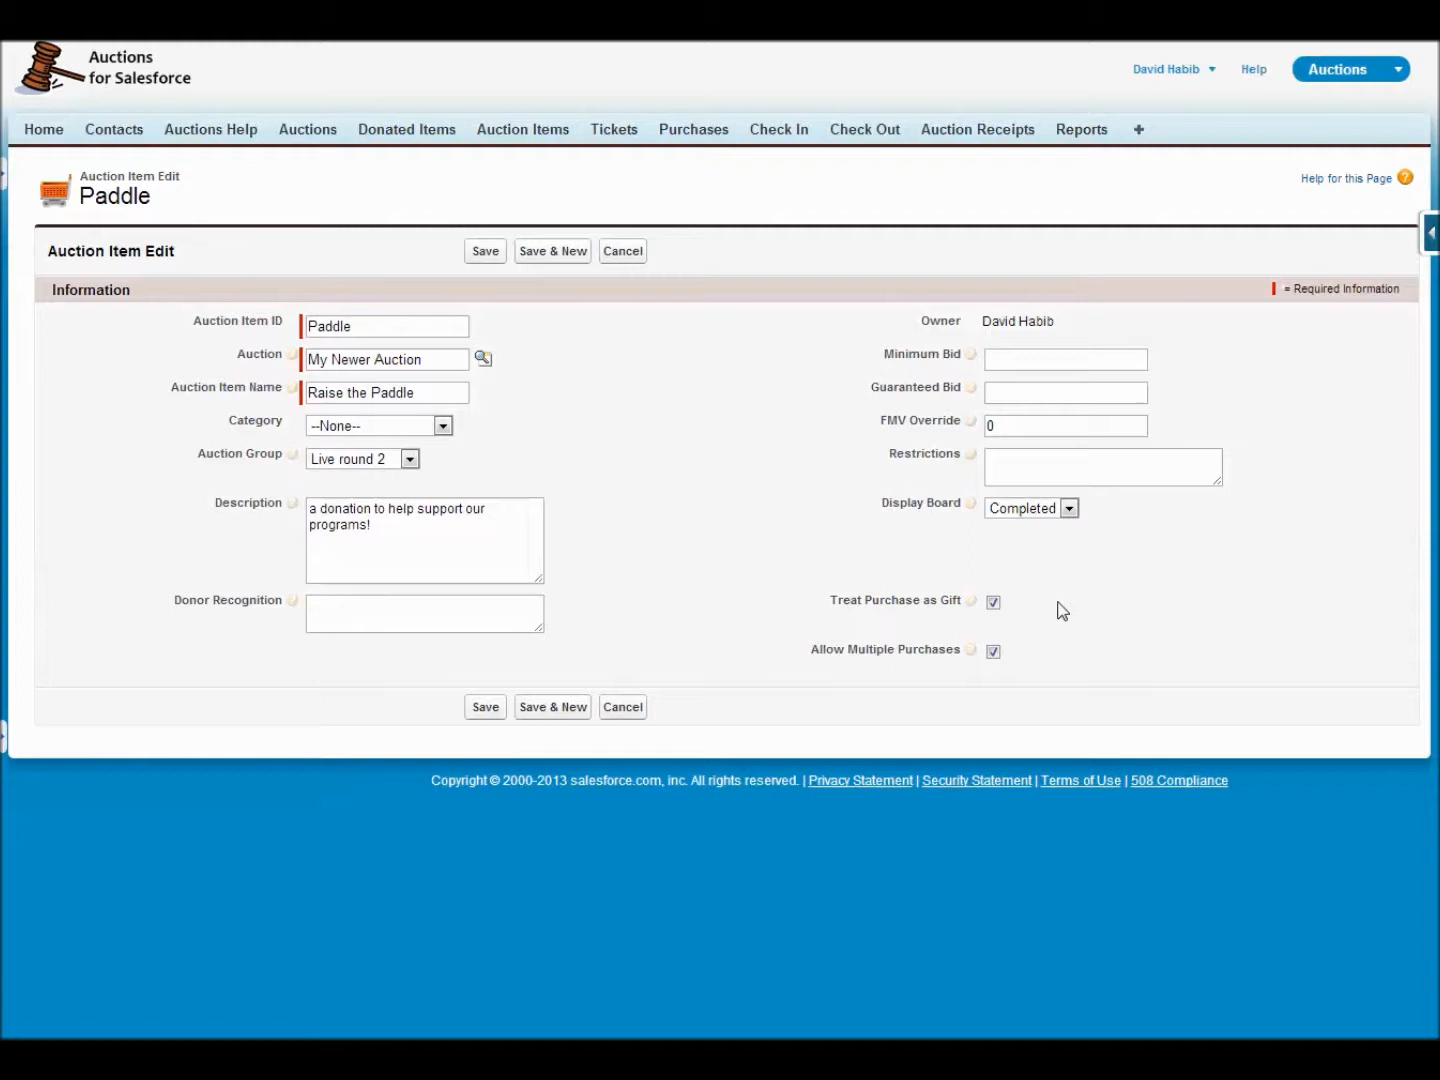 Auctions
for Salesforce
David Habib
Help
Auctions
Home
Contacts
Auctions Help
Auctions
Donated Items
Auction Items
Tickets
Purchases
Check In
Check Out
Auction Receipts
Reports
+
Auction Item Edit
Paddle
Help for this Page ?
Auction Item Edit
Save
Save & New
Cancel
Information
= Required Information
Auction Item ID
Paddle
Owner
David Habib
Auction
My Newer Auction
Minimum Bid
Auction Item Name
Raise the Paddle
Guaranteed Bid
Category
--None--
FMV Override
0
Auction Group
Live round 2
Restrictions
Description
a donation to help support our
programs!
Display Board
Completed
Donor Recognition
Treat Purchase as Gift
Allow Multiple Purchases
Save
Save & New
Cancel
Copyright © 2000-2013 salesforce.com, inc. All rights reserved. | Privacy Statement | Security Statement | Terms of Use | 508 Compliance